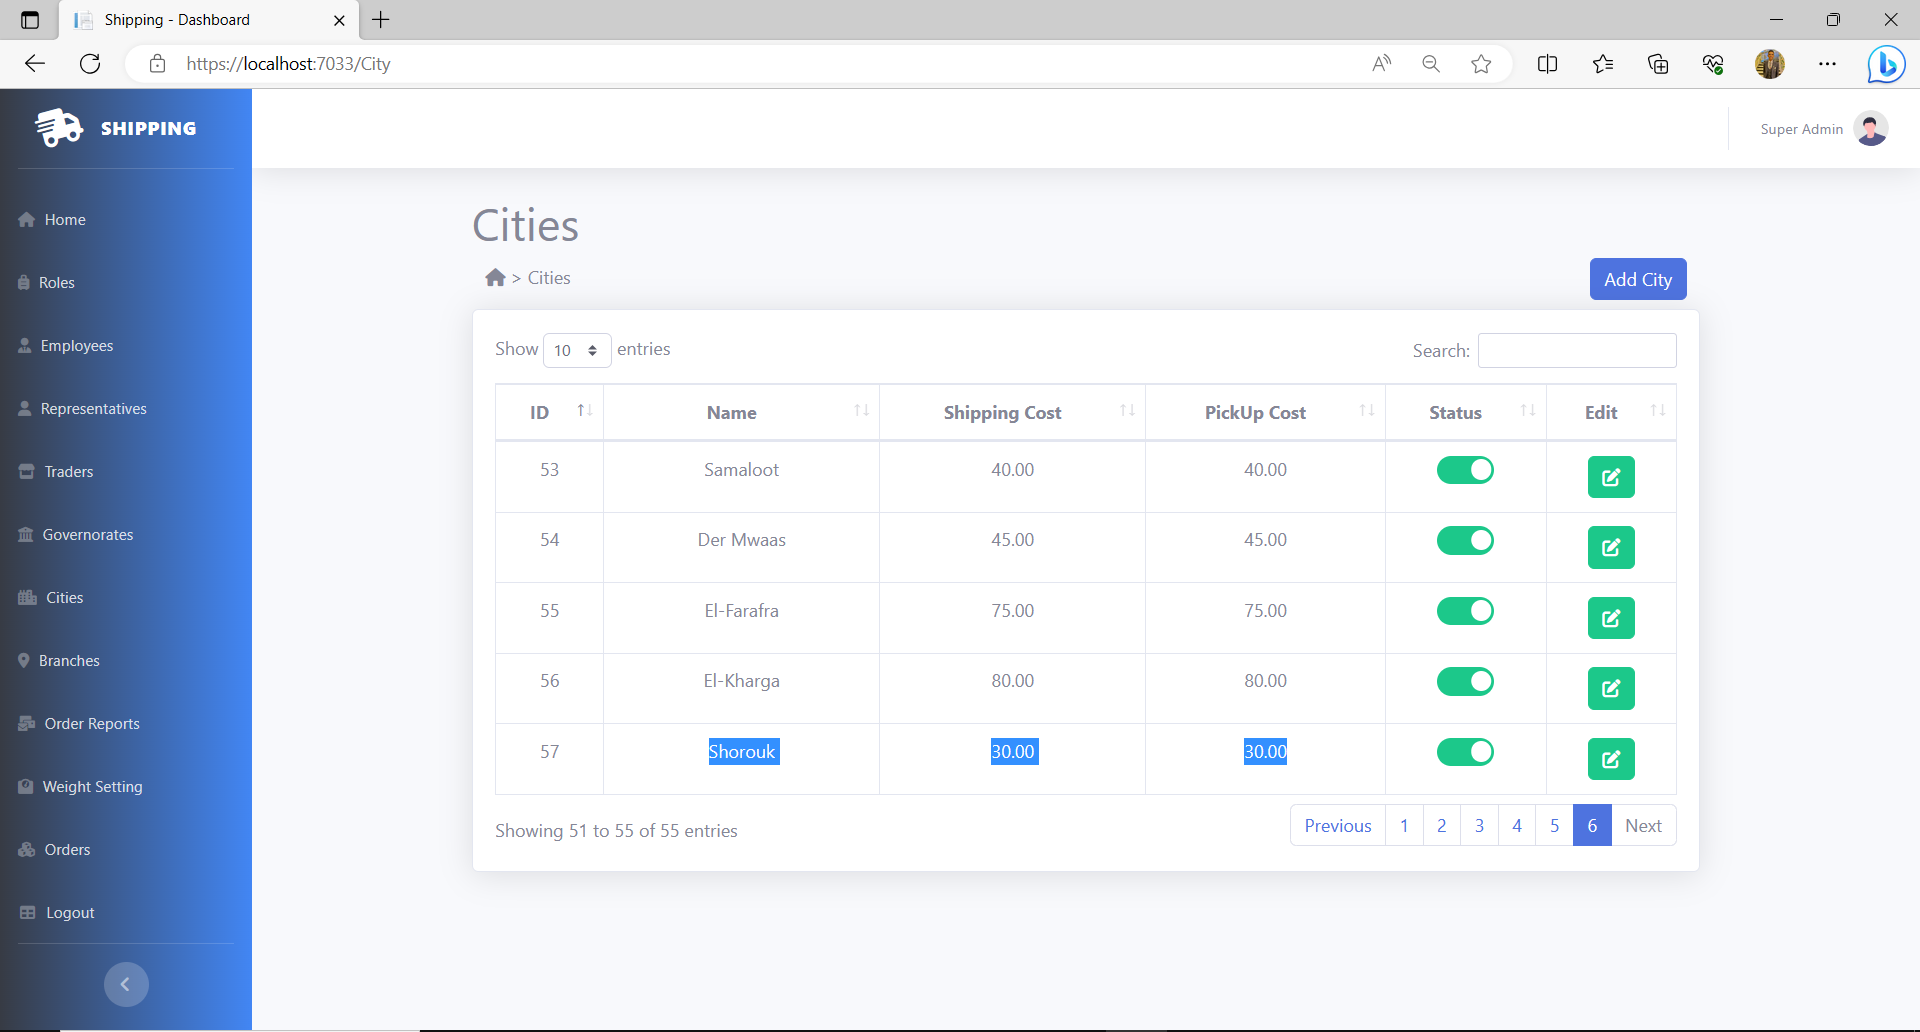 Shipping - Dashboard
https://localhost:7033/City
SHIPPING
Super Admin
Home
Roles
Employees
Representatives
Traders
Governorates
Cities
Branches
Order Reports
Weight Setting
Orders
Logout
Cities
> Cities
Add City
Show 10 entries
Search:
ID Name Shipping Cost PickUp Cost Status Edit
53 Samaloot 40.00 40.00
54 Der Mwaas 45.00 45.00
55 El-Farafra 75.00 75.00
56 El-Kharga 80.00 80.00
57 Shorouk 30.00 30.00
Showing 51 to 55 of 55 entries
Previous 1 2 3 4 5 6 Next